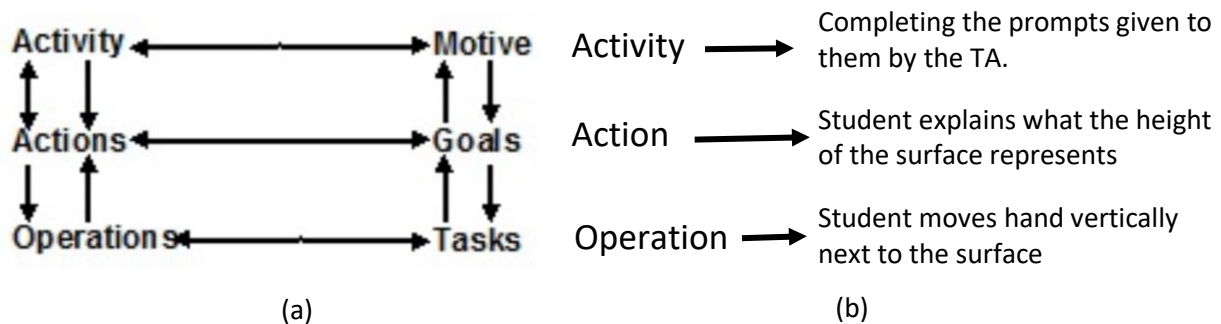 Activity
Motive
Actions
Goals
Operations
Tasks
(a)
Activity
Completing the prompts given to
them by the TA.
Action
Student explains what the height
of the surface represents
Operation
Student moves hand vertically
next to the surface
(b)